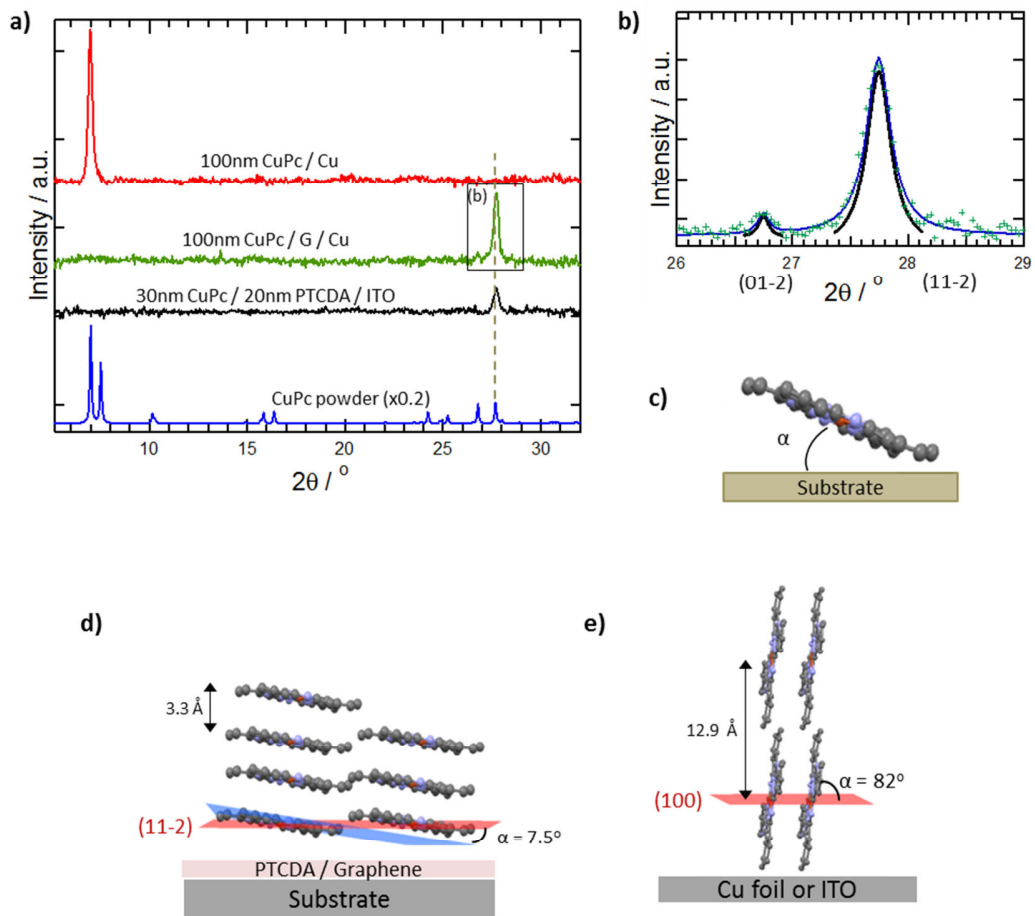 a)
Intensity / a.u.
100nm CuPc / Cu
(b)
100nm CuPc / G / Cu
30nm CuPc / 20nm PTCDA / ITO
CuPc powder (x0.2)
10 15 20 25 30
2θ / °
b)
Intensity / a.u.
26 27 28 29
(01-2) (11-2)
2θ / °
c)
α
Substrate
d)
3.3 Å
(11-2)
α = 7.5°
PTCDA / Graphene
Substrate
e)
12.9 Å
α = 82°
(100)
Cu foil or ITO